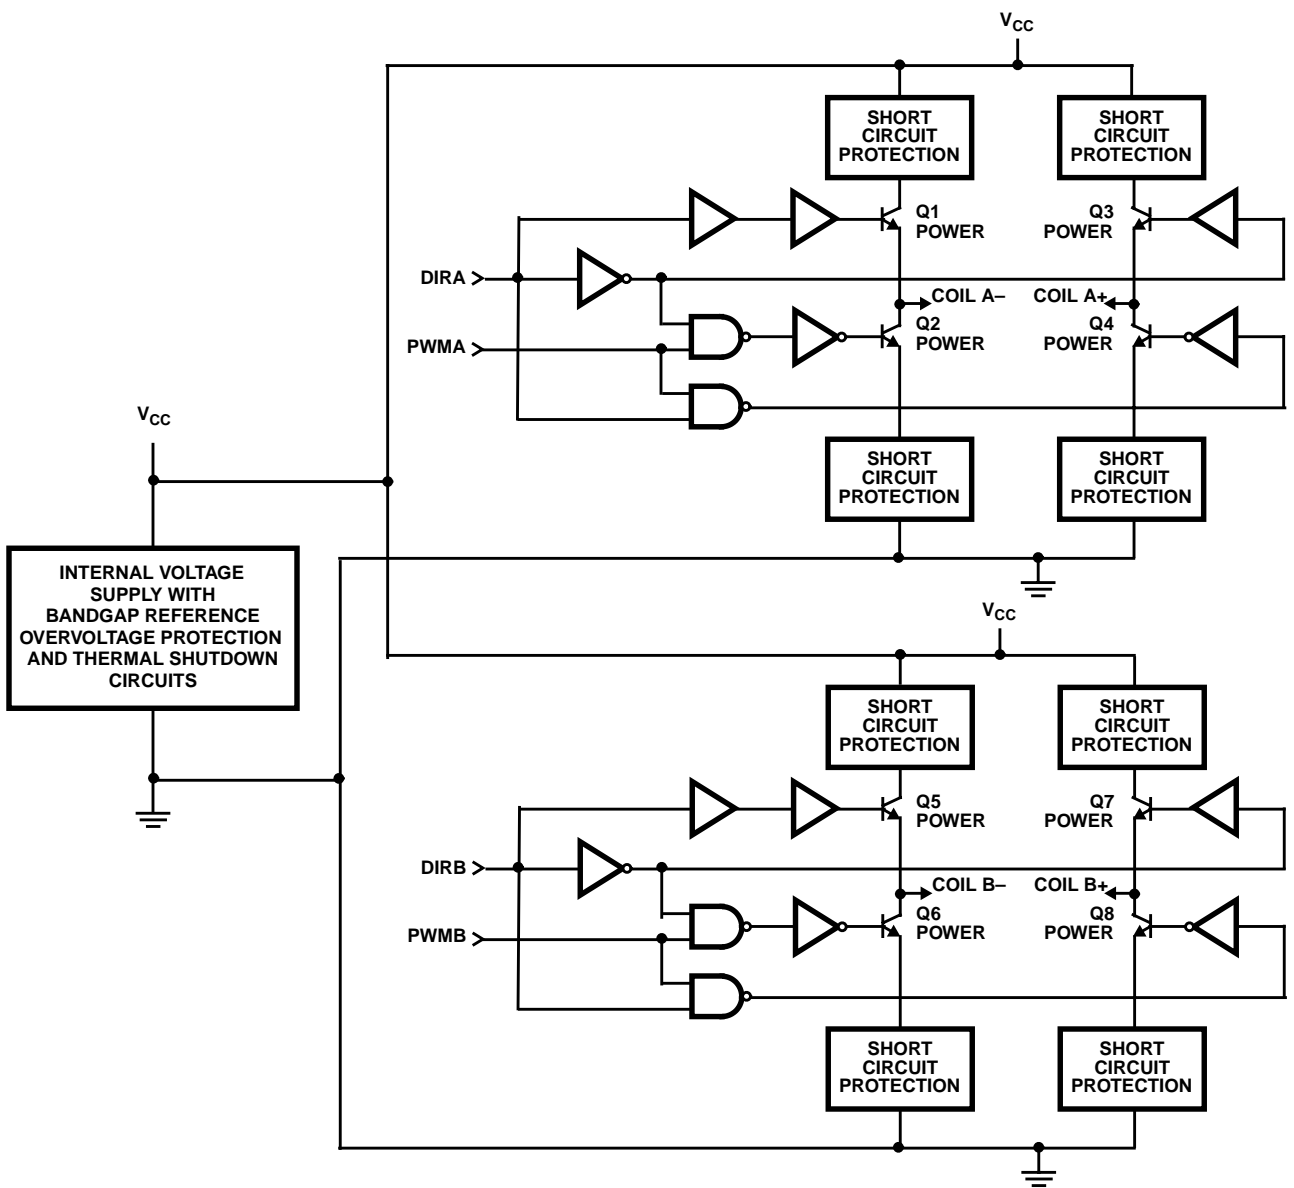 VCC
SHORT
CIRCUIT
PROTECTION
SHORT
CIRCUIT
PROTECTION
Q1
POWER
Q3
POWER
DIRA
COIL A–
COIL A+
Q2
POWER
Q4
POWER
PWMA
VCC
SHORT
CIRCUIT
PROTECTION
SHORT
CIRCUIT
PROTECTION
INTERNAL VOLTAGE
SUPPLY WITH
BANDGAP REFERENCE
OVERVOLTAGE PROTECTION
AND THERMAL SHUTDOWN
CIRCUITS
VCC
SHORT
CIRCUIT
PROTECTION
SHORT
CIRCUIT
PROTECTION
Q5
POWER
Q7
POWER
DIRB
COIL B–
COIL B+
Q6
POWER
Q8
POWER
PWMB
SHORT
CIRCUIT
PROTECTION
SHORT
CIRCUIT
PROTECTION